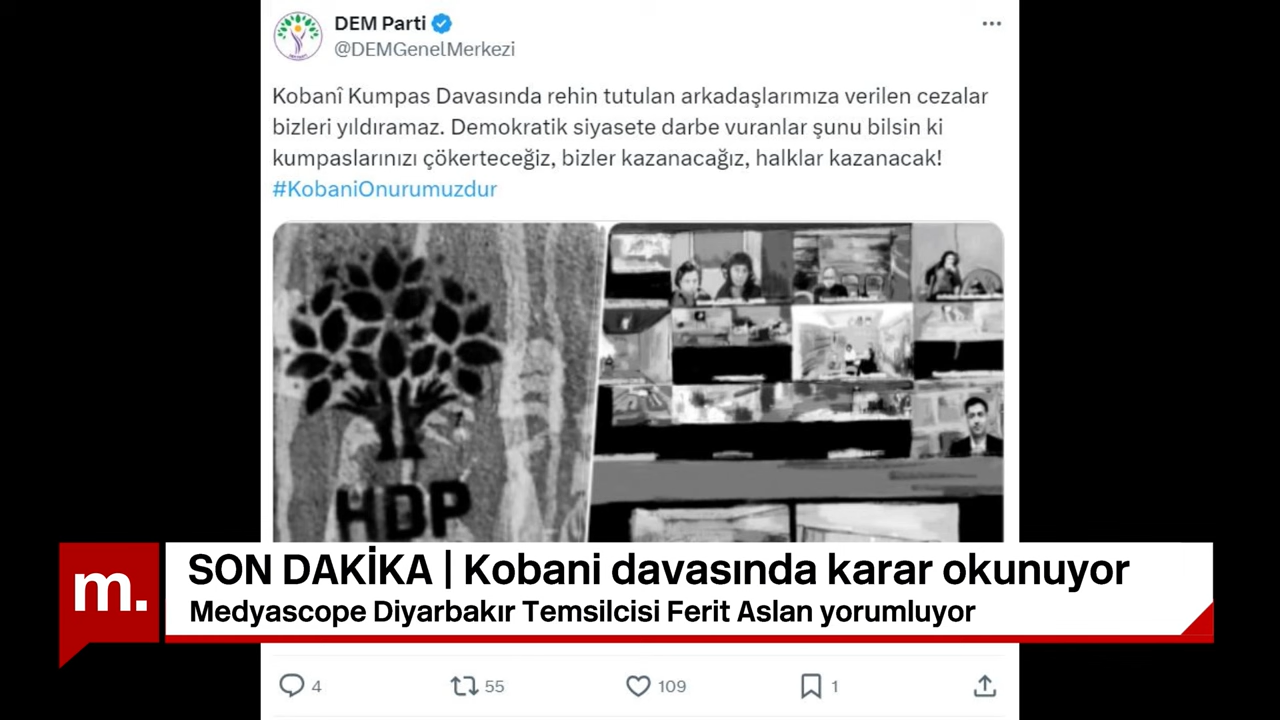 DEM Parti
@DEMGenelMerkezi
Kobanî Kumpas Davasında rehin tutulan arkadaşlarımıza verilen cezalar
bizleri yıldıramaz. Demokratik siyasete darbe vuranlar şunu bilsin ki
kumpaslarınızı çökerteceğiz, bizler kazanacağız, halklar kazanacak!
#KobaniOnurumuzdur
HDP
m.
SON DAKİKA | Kobani davasında karar okunuyor
Medyascope Diyarbakır Temsilcisi Ferit Aslan yorumluyor
4 55 109 1